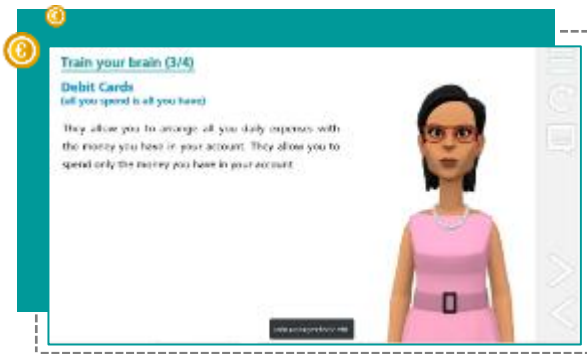 Train your brain (3/4)
Debit Cards
(all you spend is all you have)
They allow you to arrange all you daily expenses with
the money you have in your account. They allow you to
spend only the money you have in your account